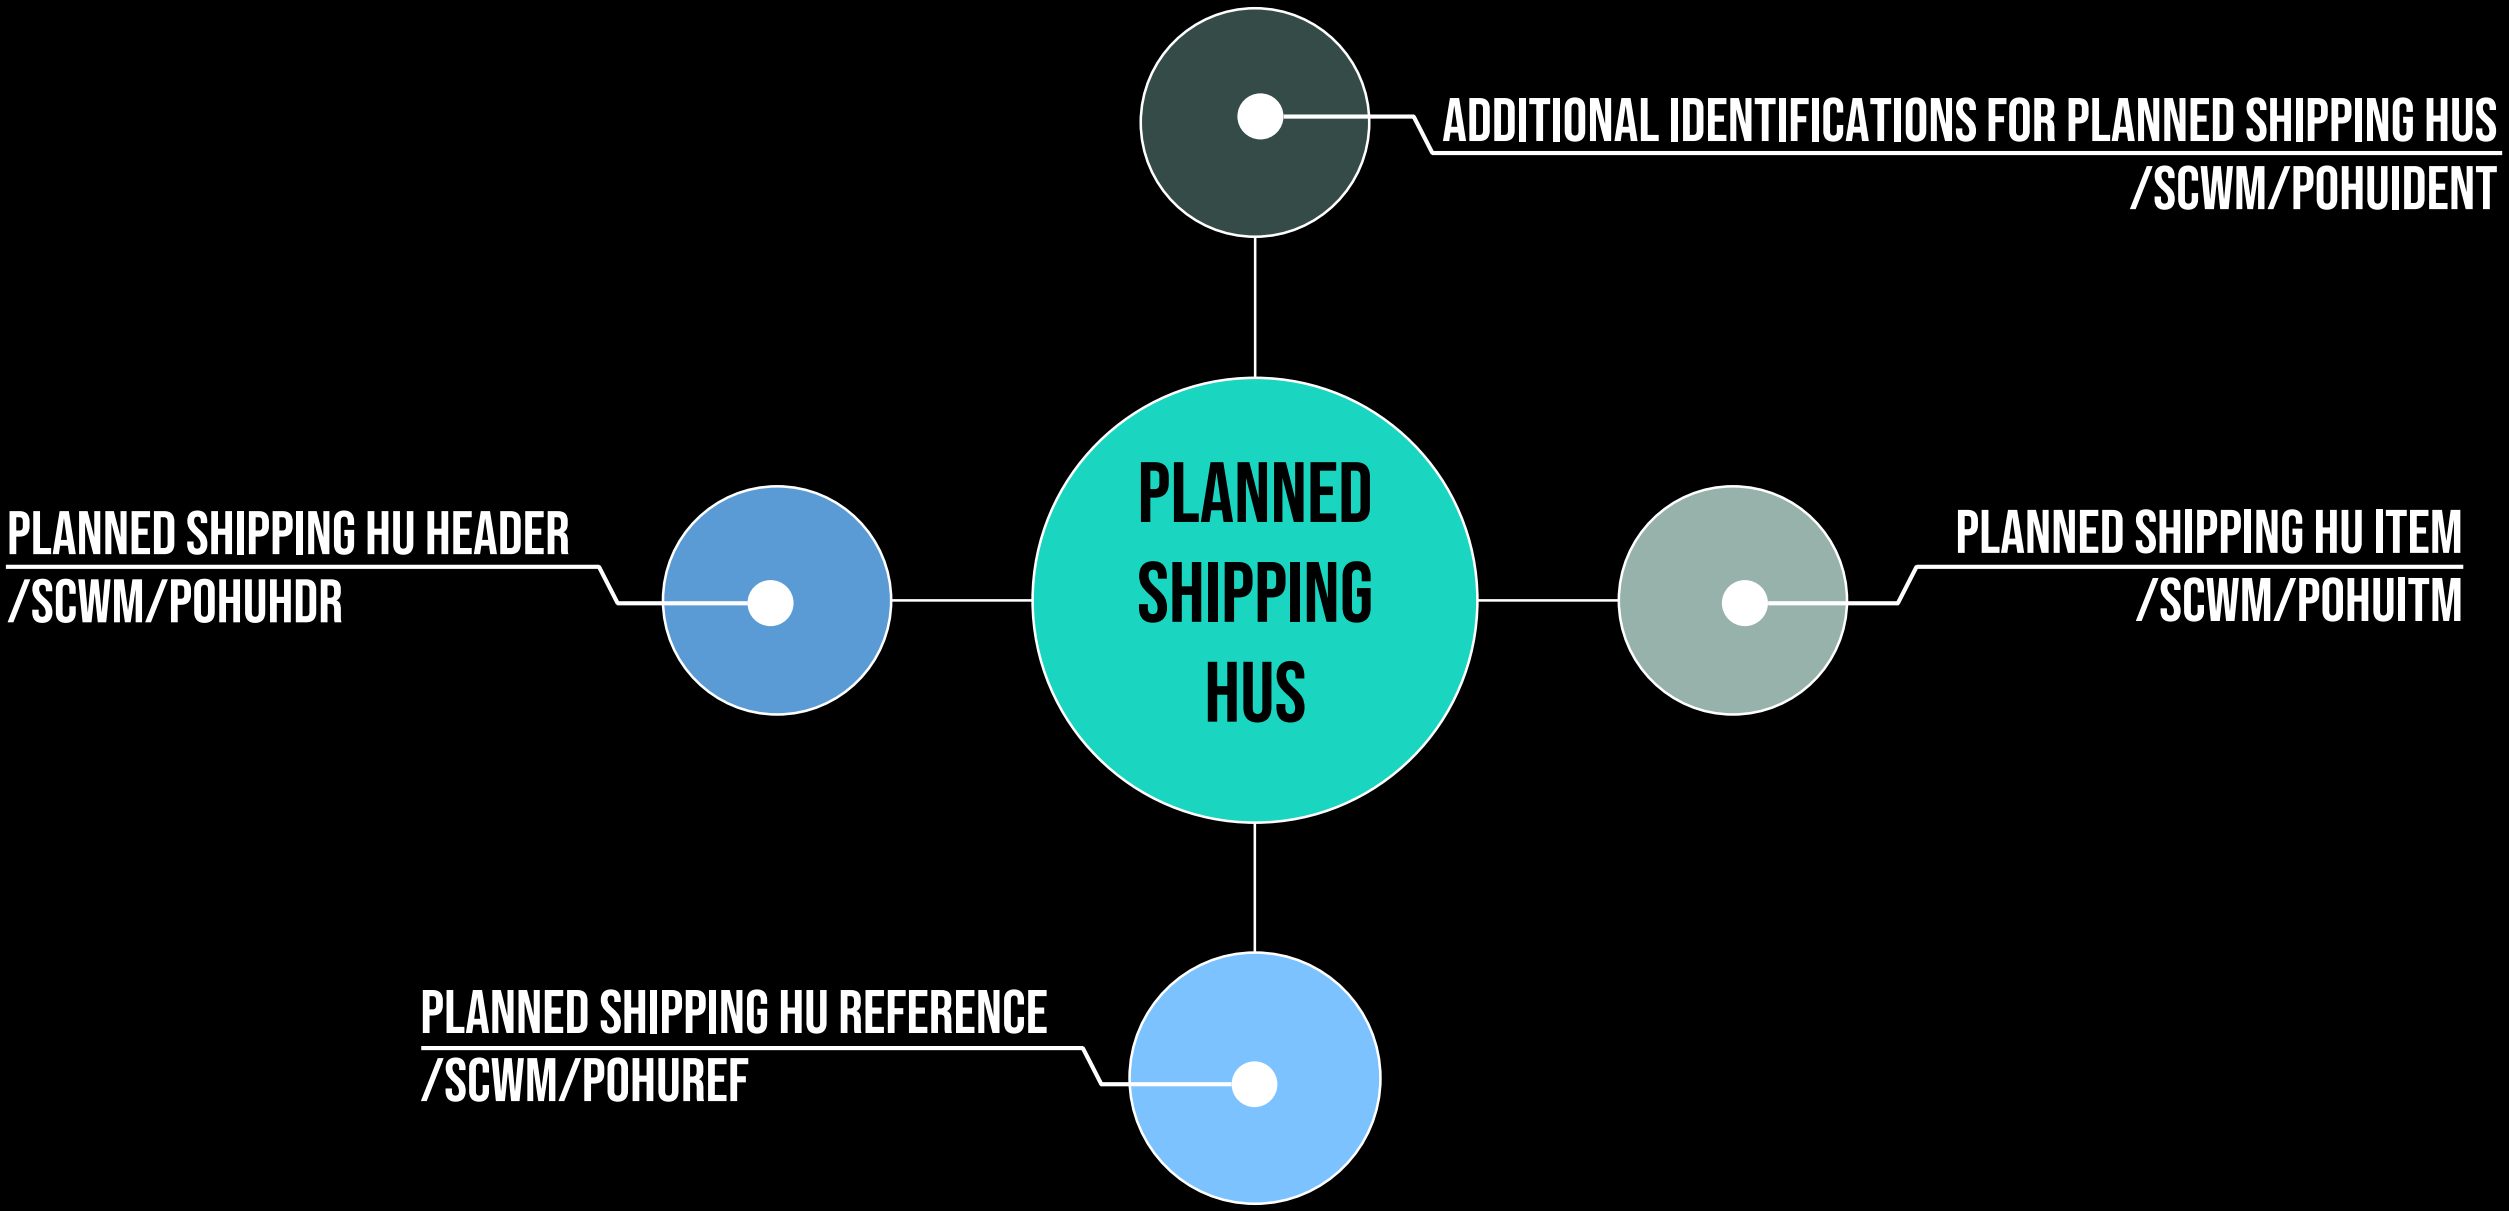 ADDITIONAL IDENTIFICATIONS FOR PLANNED SHIPPING HUS
/SCWM/POHUIDENT
PLANNED SHIPPING HU HEADER
/SCWM/POHUHDR
PLANNED
SHIPPING
HUS
PLANNED SHIPPING HU ITEM
/SCWM/POHUITM
PLANNED SHIPPING HU REFERENCE
/SCWM/POHUREF